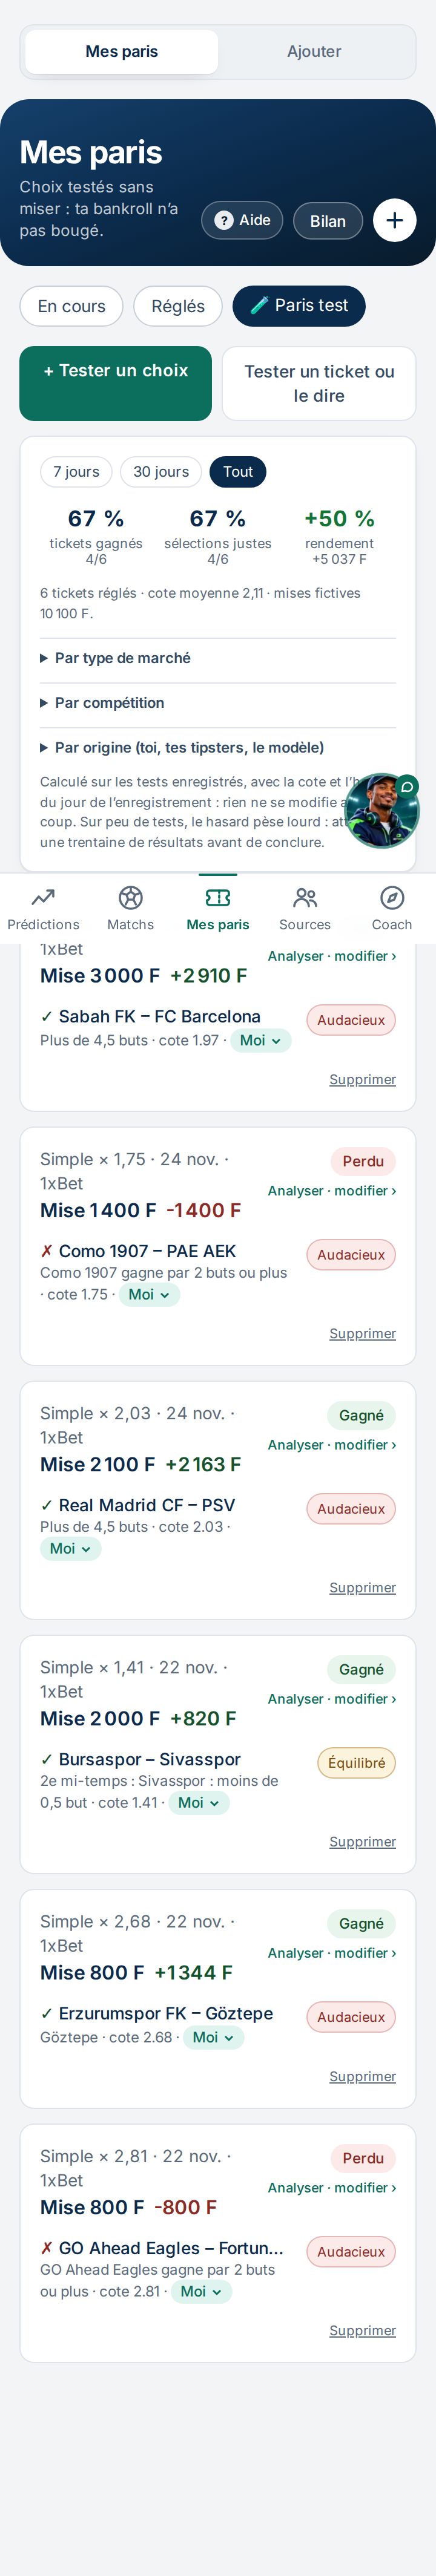 Mes paris
Ajouter
Mes paris
Choix testés sans
miser : ta bankroll n’a
pas bougé.
? Aide
Bilan
+
En cours
Réglés
🧪 Paris test
+ Tester un choix
Tester un ticket ou
le dire
7 jours
30 jours
Tout
67 %
tickets gagnés
4/6
67 %
sélections justes
4/6
+50 %
rendement
+5 037 F
6 tickets réglés · cote moyenne 2,11 · mises fictives
10 100 F.
▶ Par type de marché
▶ Par compétition
▶ Par origine (toi, tes tipsters, le modèle)
Calculé sur les tests enregistrés, avec la cote et
du jour de l’enregistrement : rien ne se modifie
coup. Sur peu de tests, le hasard pèse lourd :
une trentaine de résultats avant de conclure.
Prédictions
Matchs
Mes paris
Sources
Coach
1xBet
Analyser · modifier ›
Mise 3 000 F +2 910 F
✓ Sabah FK – FC Barcelona
Audacieux
Plus de 4,5 buts · cote 1.97 · Moi
Supprimer
Simple × 1,75 · 24 nov. ·
1xBet
Perdu
Analyser · modifier ›
Mise 1 400 F -1 400 F
✗ Como 1907 – PAE AEK
Audacieux
Como 1907 gagne par 2 buts ou plus
· cote 1.75 · Moi
Supprimer
Simple × 2,03 · 24 nov. ·
1xBet
Gagné
Analyser · modifier ›
Mise 2 100 F +2 163 F
✓ Real Madrid CF – PSV
Audacieux
Plus de 4,5 buts · cote 2.03 ·
Moi
Supprimer
Simple × 1,41 · 22 nov. ·
1xBet
Gagné
Analyser · modifier ›
Mise 2 000 F +820 F
✓ Bursaspor – Sivasspor
Équilibré
2e mi-temps : Sivasspor : moins de
0,5 but · cote 1.41 · Moi
Supprimer
Simple × 2,68 · 22 nov. ·
1xBet
Gagné
Analyser · modifier ›
Mise 800 F +1 344 F
✓ Erzurumspor FK – Göztepe
Audacieux
Göztepe · cote 2.68 · Moi
Supprimer
Simple × 2,81 · 22 nov. ·
1xBet
Perdu
Analyser · modifier ›
Mise 800 F -800 F
✗ GO Ahead Eagles – Fortun...
Audacieux
GO Ahead Eagles gagne par 2 buts
ou plus · cote 2.81 · Moi
Supprimer